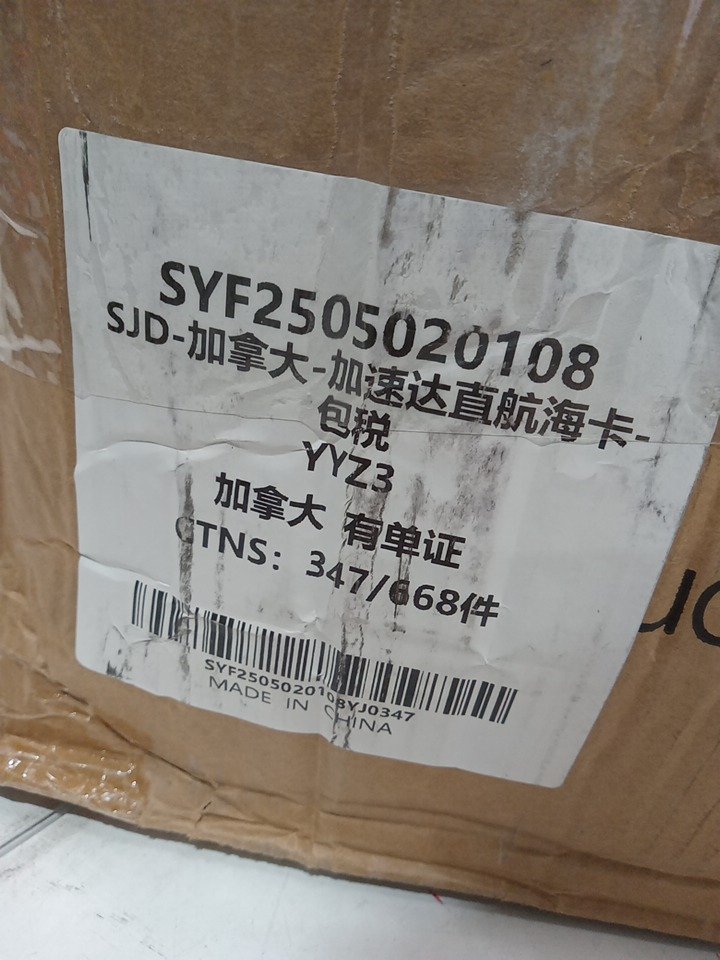 SYF2505020108
SJD-加拿大-加速达直航海卡-
包税
YYZ3
加拿大 有单证
CTNS: 347/668件
SYF2505020108YJ0347
MADE IN CHINA